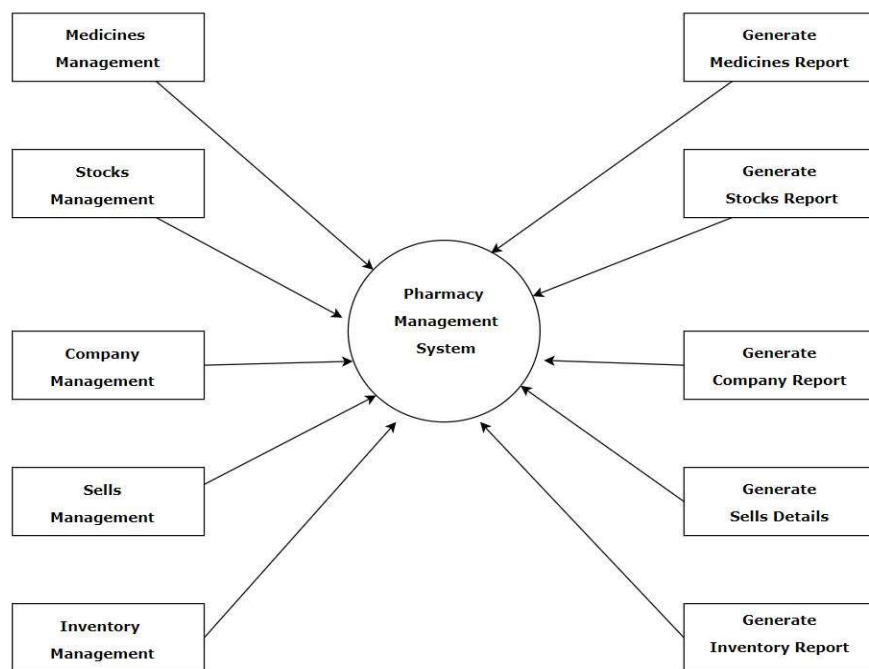 Medicines
Management
Generate
Medicines Report
Stocks
Management
Generate
Stocks Report
Pharmacy
Management
System
Company
Management
Generate
Company Report
Sells
Management
Generate
Sells Details
Inventory
Management
Generate
Inventory Report